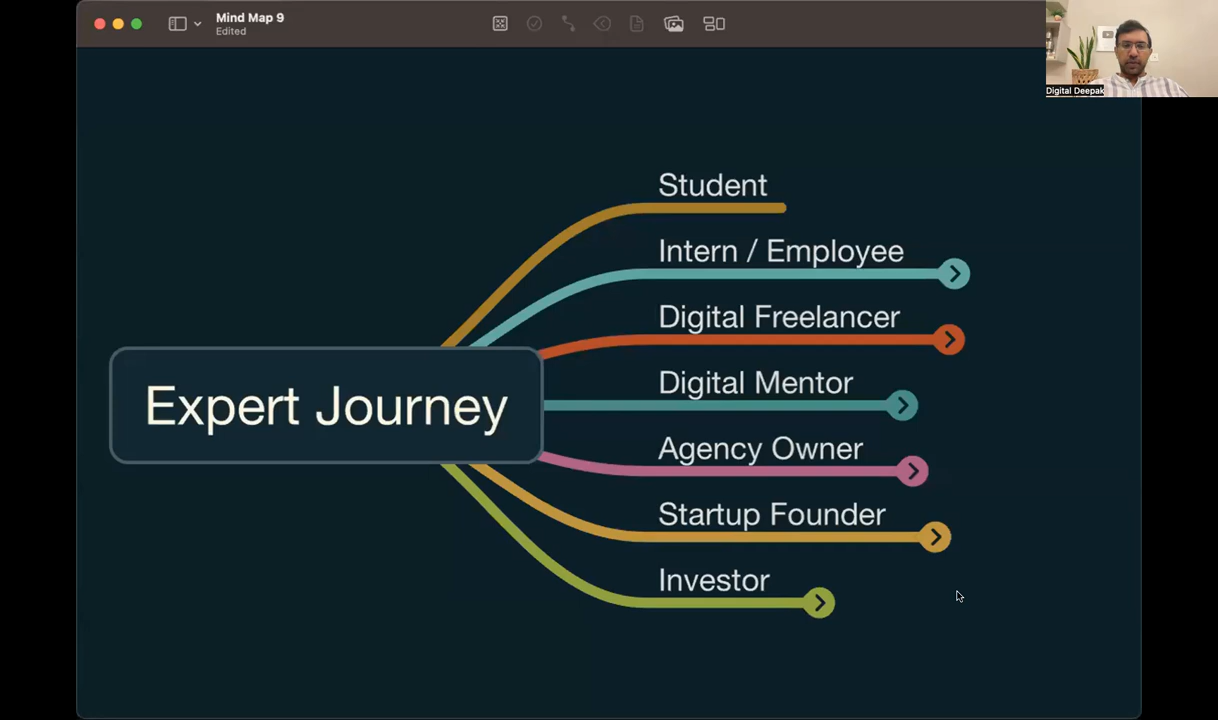 Mind Map 9
Edited
Digital Deepak
Student
Intern / Employee
Digital Freelancer
Digital Mentor
Expert Journey
Agency Owner
Startup Founder
Investor